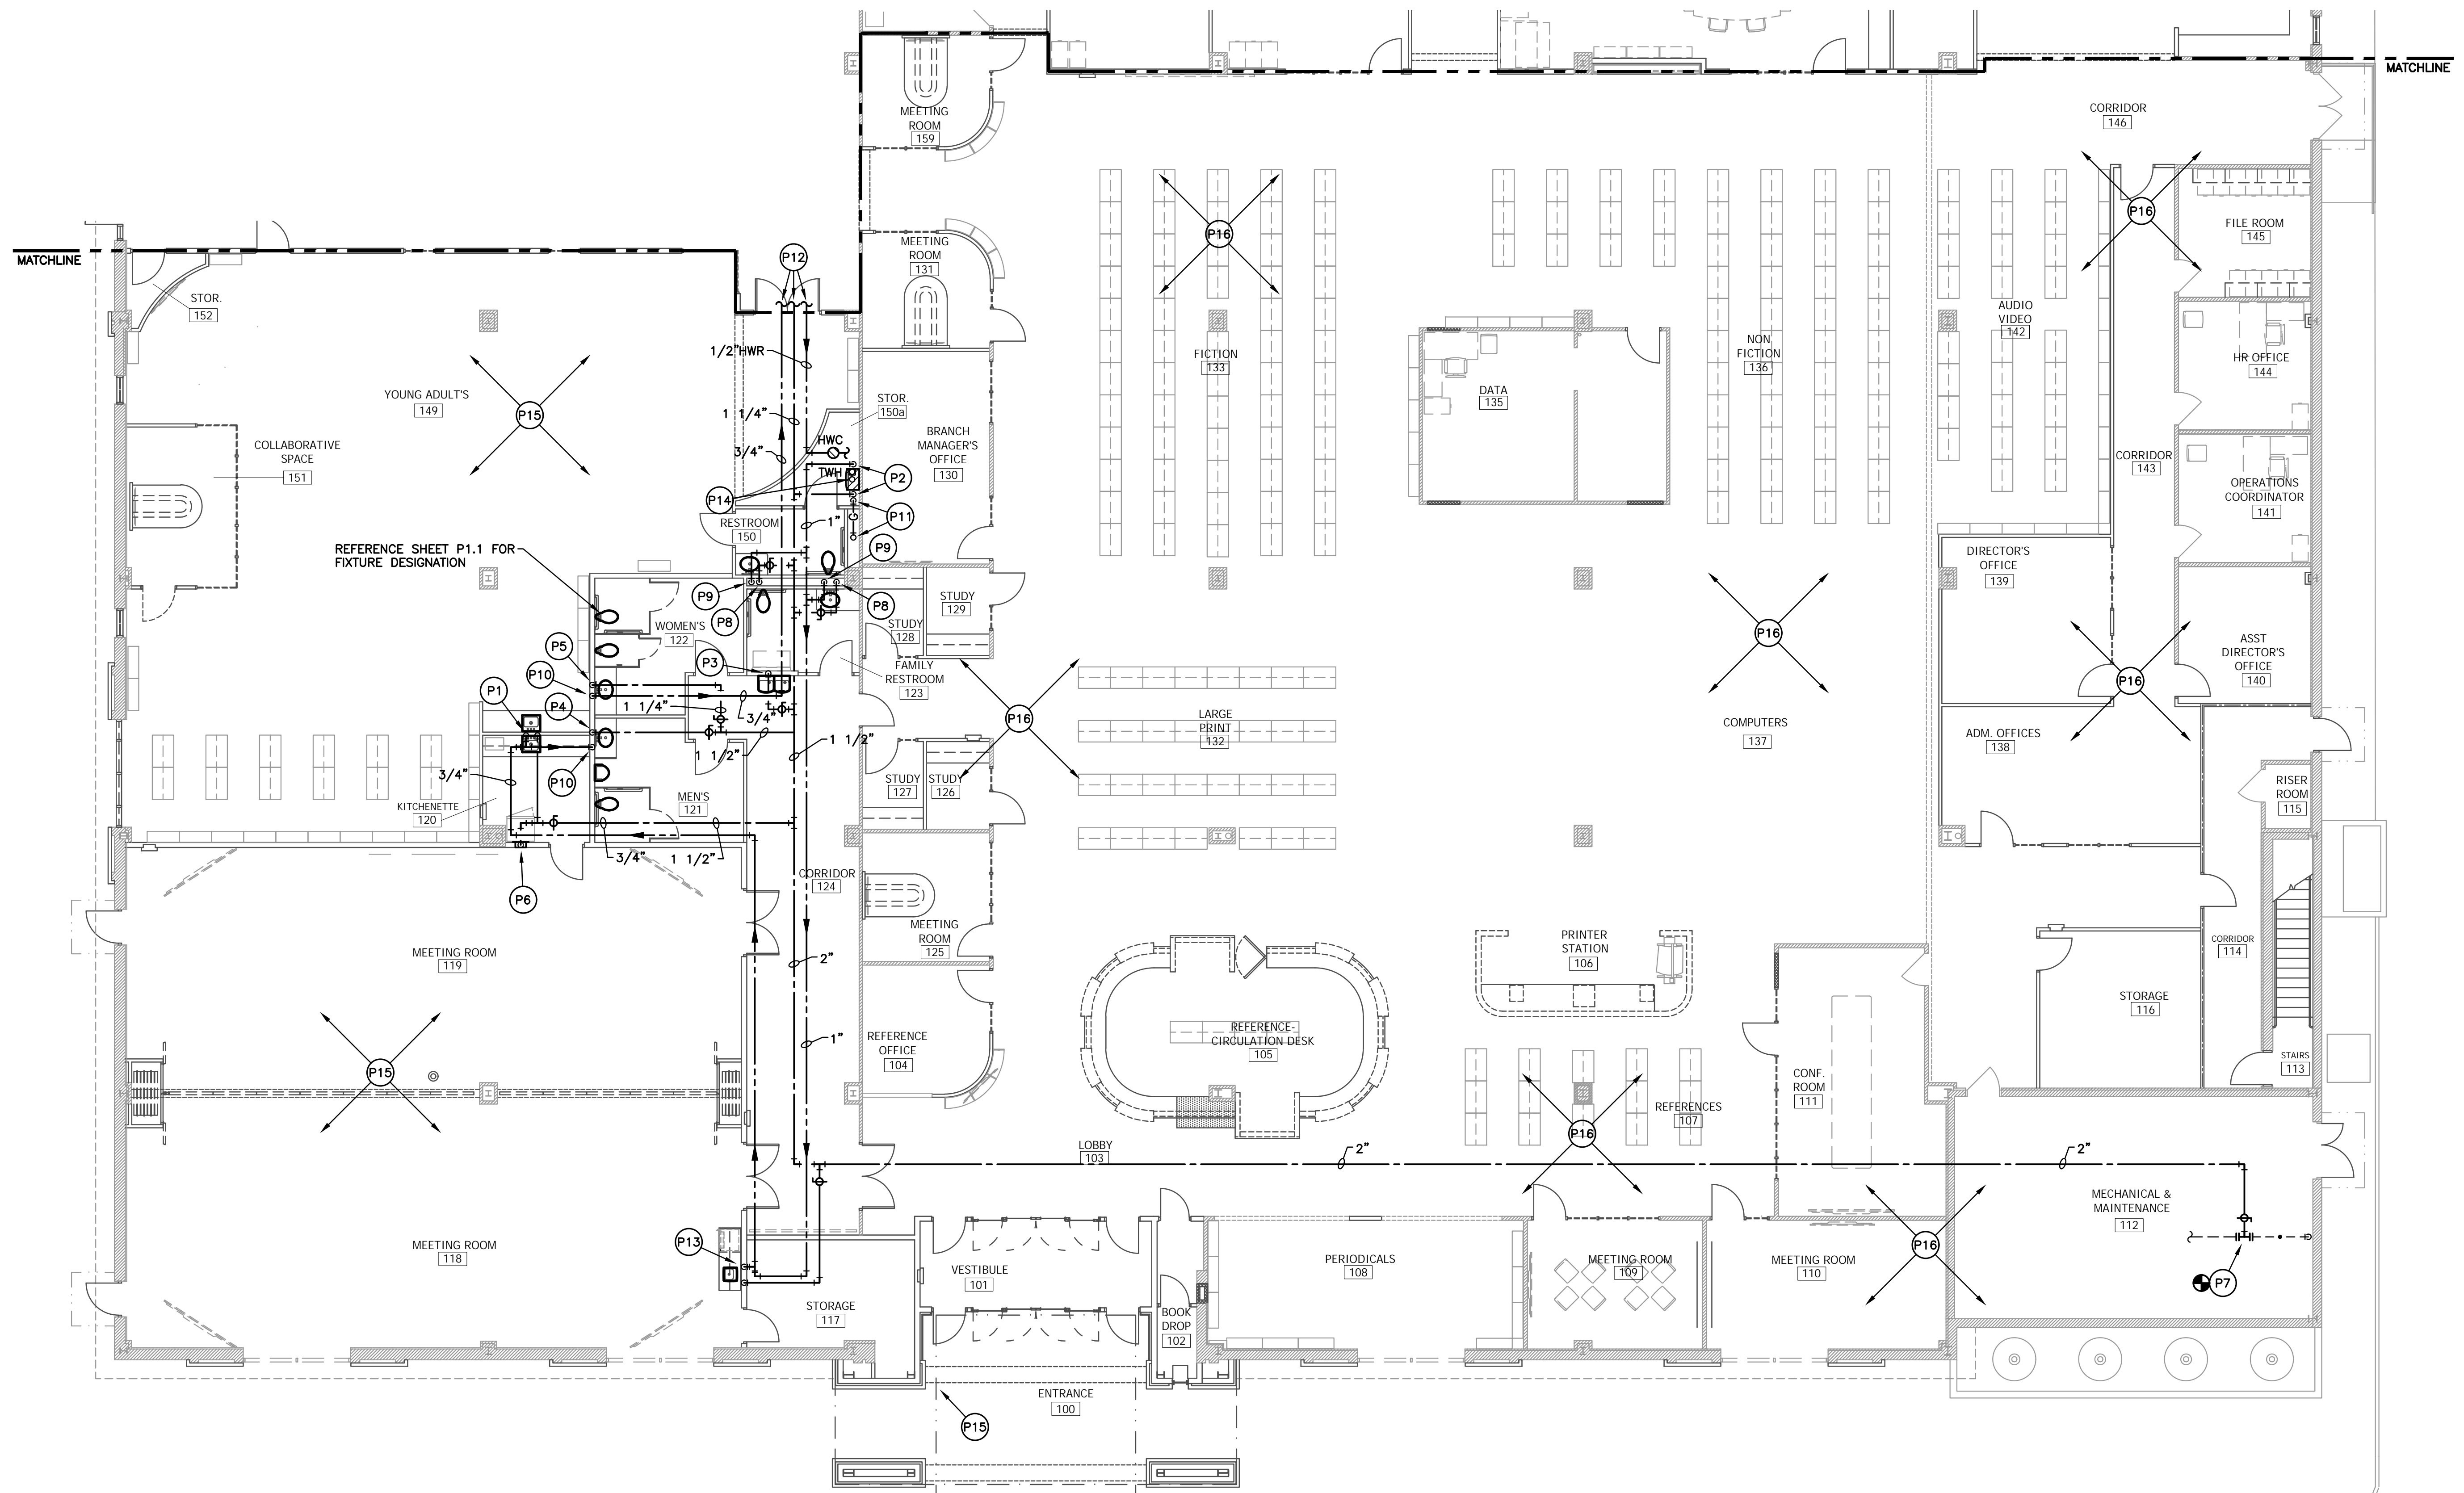 MATCHLINE
MATCHLINE
MEETING
ROOM
159
CORRIDOR
146
P16
P16
FILE ROOM
145
MEETING
ROOM
131
P12
STOR.
152
AUDIO
VIDEO
142
1/2"HWR
FICTION
133
NON
FICTION
136
HR OFFICE
144
YOUNG ADULT'S
149
P15
DATA
135
STOR.
150a
1 1/4"
HWC
3/4"
BRANCH
MANAGER'S
OFFICE
130
COLLABORATIVE
SPACE
151
CORRIDOR
143
TWH
P2
P14
OPERATIONS
COORDINATOR
141
P11
RESTROOM
150
1"
REFERENCE SHEET P1.1 FOR
FIXTURE DESIGNATION
P9
DIRECTOR'S
OFFICE
139
P9
P8
P8
STUDY
129
STUDY
128
WOMEN'S
122
P16
ASST
DIRECTOR'S
OFFICE
140
P5
P3
FAMILY
RESTROOM
123
P10
P1
P4
1 1/4"
3/4"
P16
P16
LARGE
PRINT
132
COMPUTERS
137
ADM. OFFICES
138
1 1/2"
1 1/2"
3/4"
P10
STUDY
127
STUDY
126
RISER
ROOM
115
KITCHENETTE
120
MEN'S
121
3/4"
1 1/2"
P6
CORRIDOR
124
MEETING
ROOM
125
PRINTER
STATION
106
CORRIDOR
114
MEETING ROOM
119
2"
STORAGE
116
REFERENCE-
CIRCULATION DESK
105
REFERENCE
OFFICE
104
1"
STAIRS
113
P15
CONF.
ROOM
111
REFERENCES
107
P16
LOBBY
103
2"
2"
MECHANICAL &
MAINTENANCE
112
P13
MEETING ROOM
118
P16
VESTIBULE
101
PERIODICALS
108
MEETING ROOM
109
MEETING ROOM
110
P7
STORAGE
117
BOOK
DROP
102
ENTRANCE
100
P15